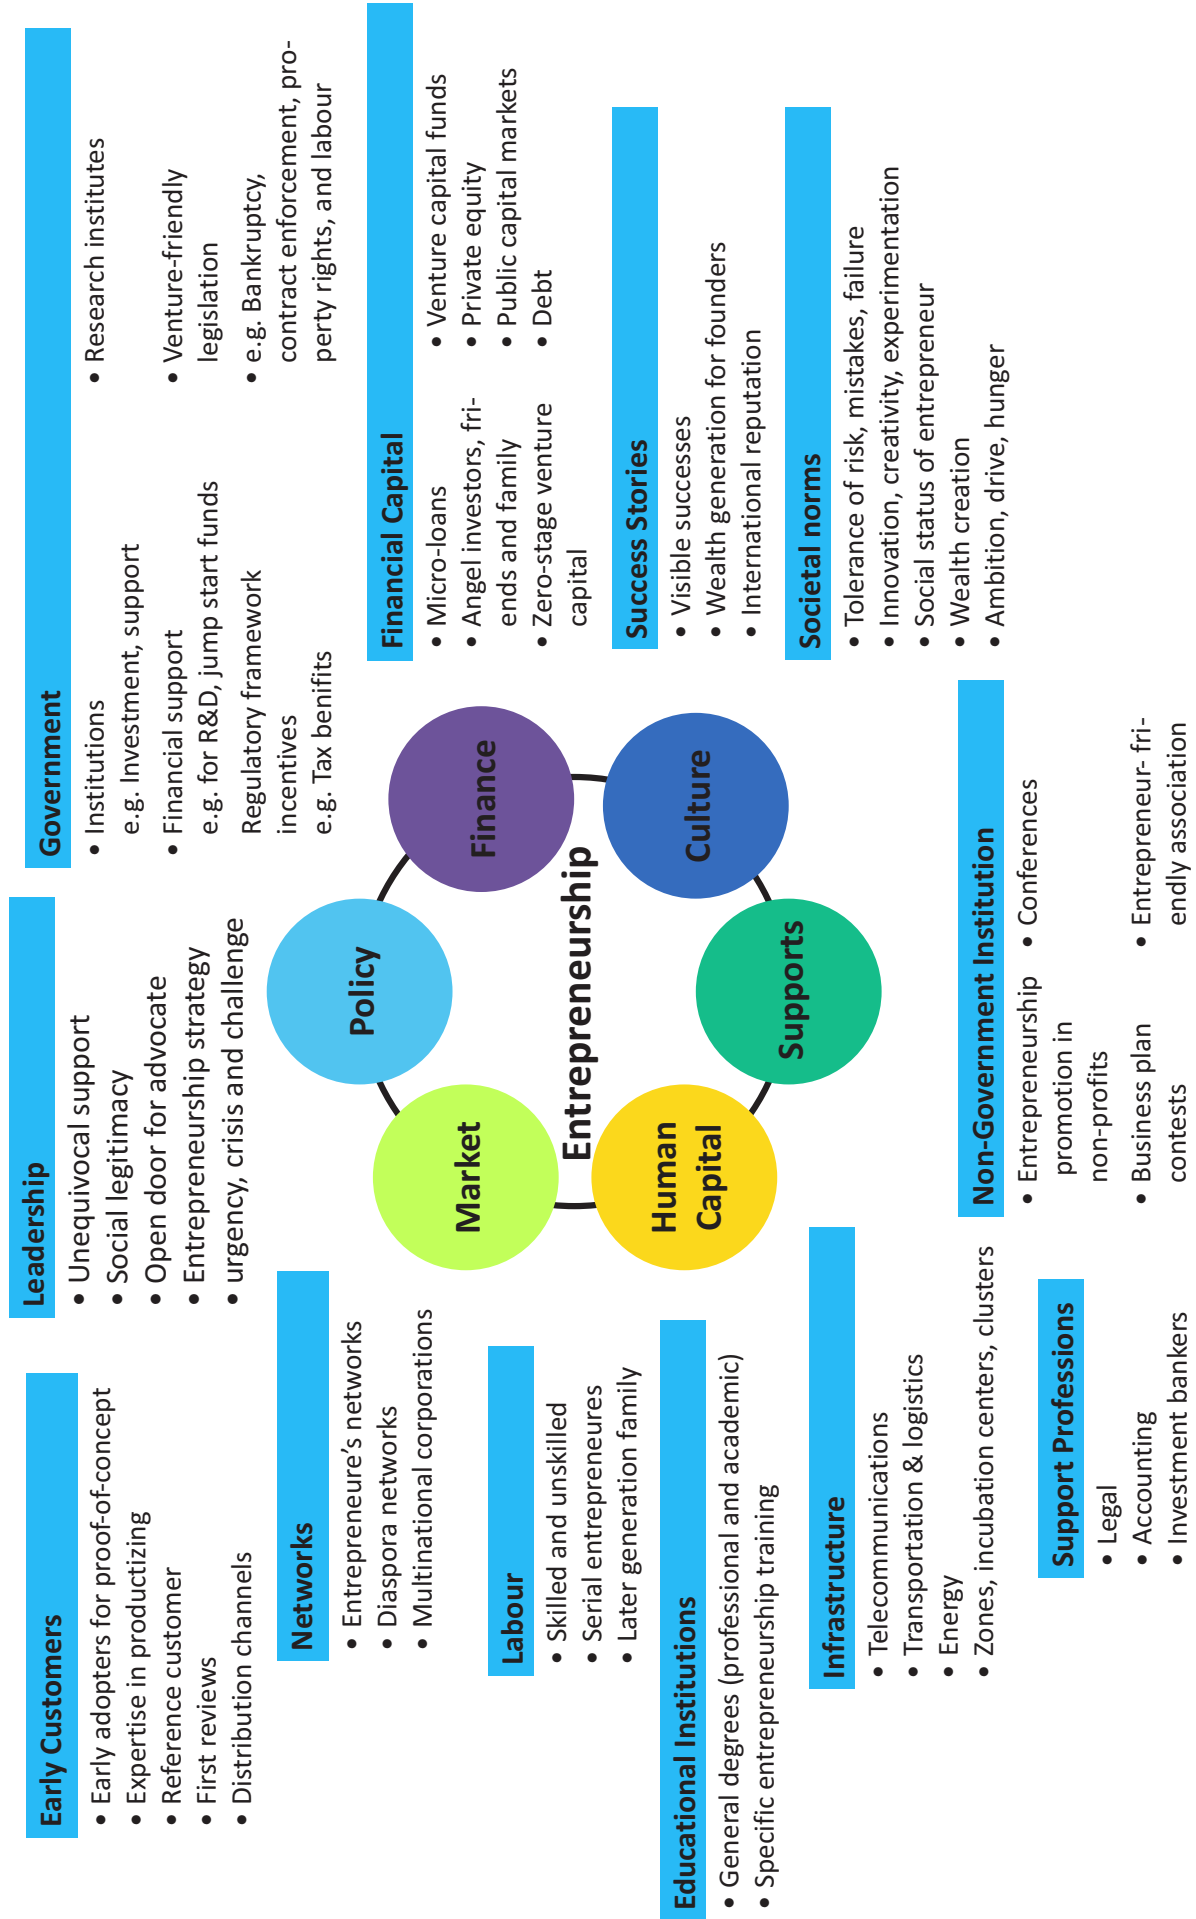 Early Customers
• Early adopters for proof-of-concept
• Expertise in productizing
• Reference customer
• First reviews
• Distribution channels
Leadership
• Unequivocal support
• Social legitimacy
• Open door for advocate
• Entrepreneurship strategy
• urgency, crisis and challenge
Government
• Institutions
e.g. Investment, support
• Financial support
e.g. for R&D, jump start funds
Regulatory framework
incentives
e.g. Tax benifits
• Research institutes
• Venture-friendly
legislation
• e.g. Bankruptcy,
contract enforcement, pro-
perty rights, and labour
Networks
• Entrepreneure's networks
• Diaspora networks
• Multinational corporations
Labour
• Skilled and unskilled
• Serial entrepreneures
• Later generation family
Educational Institutions
• General degrees (professional and academic)
• Specific entrepreneurship training
Policy
Market
Finance
Entrepreneurship
Human
Capital
Culture
Supports
Financial Capital
• Micro-loans
• Angel investors, fri-
ends and family
• Zero-stage venture
capital
• Venture capital funds
• Private equity
• Public capital markets
• Debt
Success Stories
• Visible successes
• Wealth generation for founders
• International reputation
Societal norms
• Tolerance of risk, mistakes, failure
• Innovation, creativity, experimentation
• Social status of entrepreneur
• Wealth creation
• Ambition, drive, hunger
Infrastructure
• Telecommunications
• Transportation & logistics
• Energy
• Zones, incubation centers, clusters
Support Professions
• Legal
• Accounting
• Investment bankers
Non-Government Institution
• Entrepreneurship
promotion in
non-profits
• Business plan
contests
• Conferences
• Entrepreneur- fri-
endly association